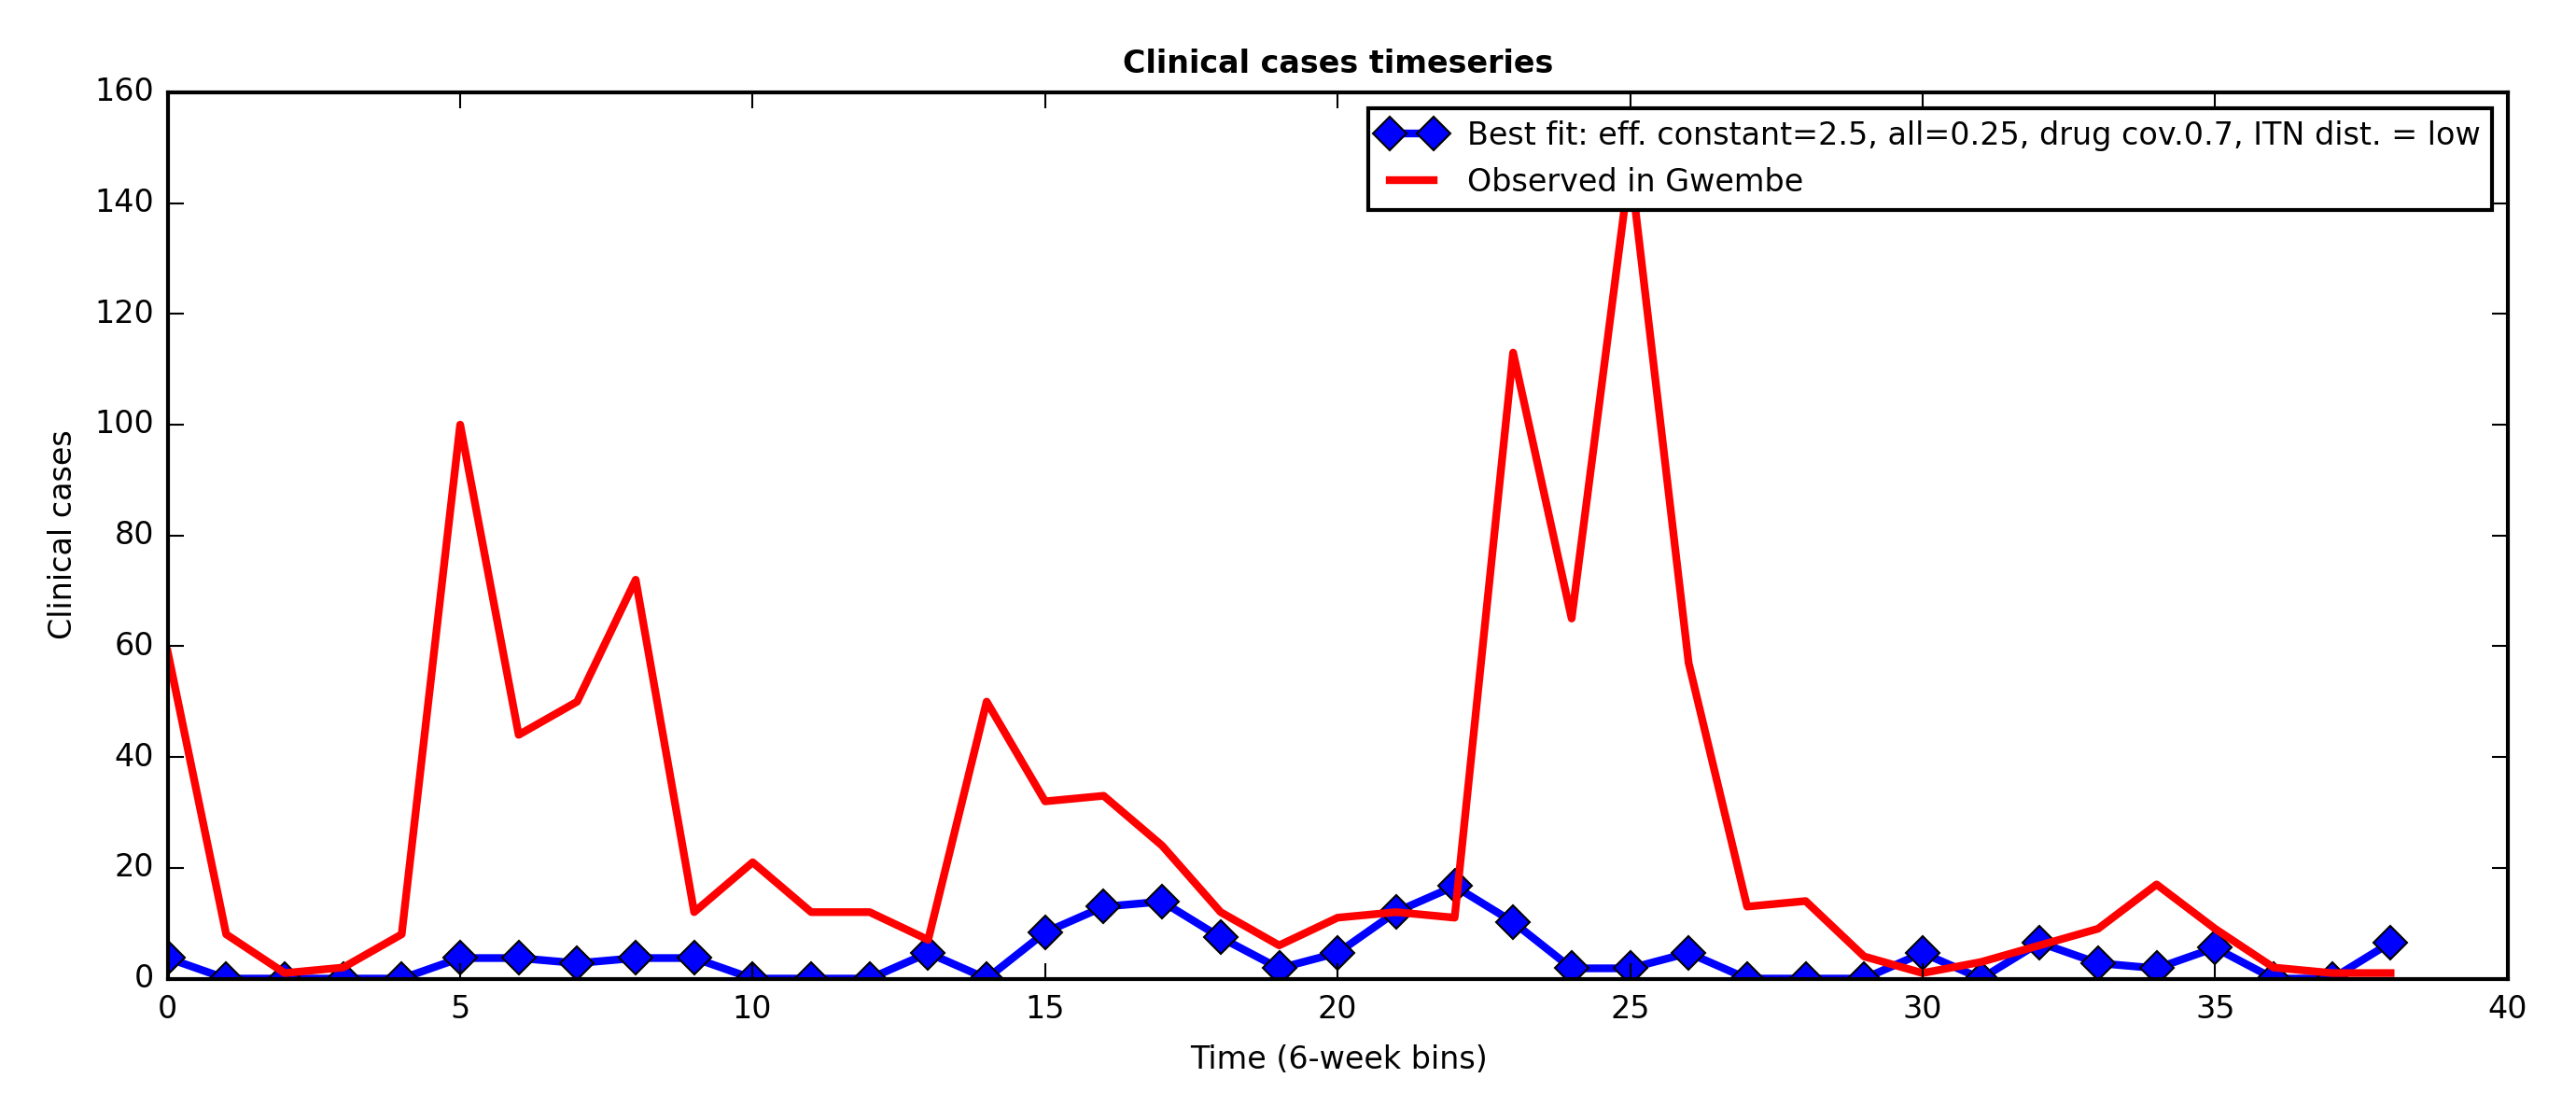 Clinical cases timeseries
160
140
120
100
80
60
40
20
0
Clinical cases
Best fit: eff. constant=2.5, all=0.25, drug cov.0.7, ITN dist. = low
Observed in Gwembe
0 5 10 15 20 25 30 35 40
Time (6-week bins)